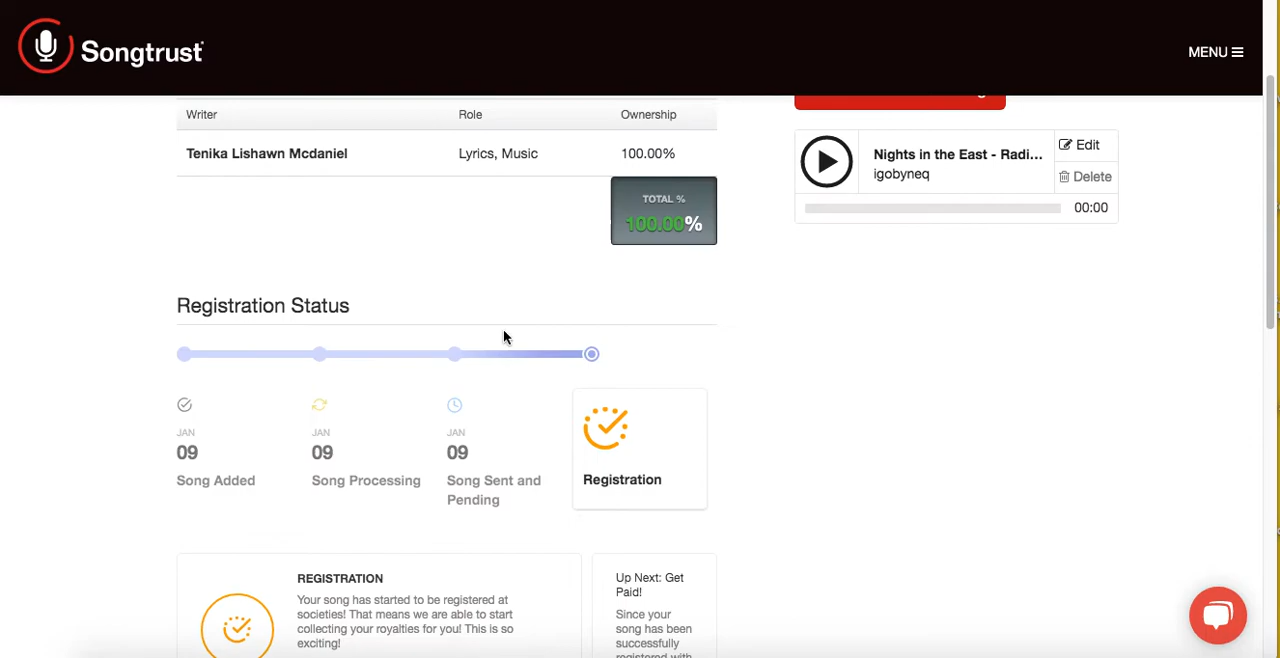 Songtrust
MENU
Writer Role Ownership
Tenika Lishawn Mcdaniel Lyrics, Music 100.00%
TOTAL %
100.00%
Nights in the East - Radi...
igobyneq
Edit
Delete
00:00
Registration Status
JAN
09
Song Added
JAN
09
Song Processing
JAN
09
Song Sent and
Pending
Registration
REGISTRATION
Your song has started to be registered at
societies! That means we are able to start
collecting your royalties for you! This is so
exciting!
Up Next: Get
Paid!
Since your
song has been
successfully
registered with